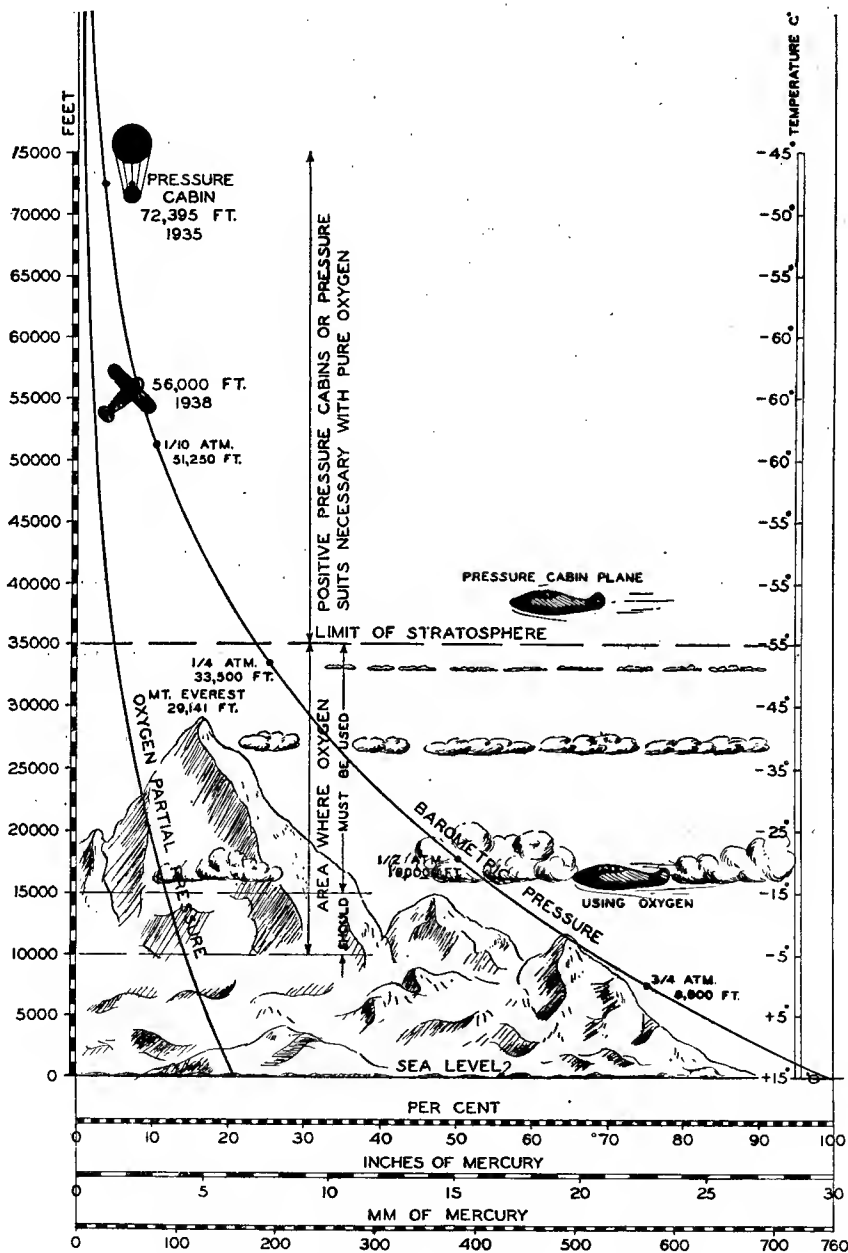 FEET
TEMPERATURE C°
75000
70000
65000
60000
55000
50000
45000
40000
35000
30000
25000
20000
15000
10000
5000
0
PRESSURE
CABIN
72,395 FT.
1935
56,000 FT.
1938
1/10 ATM.
51,250 FT.
POSITIVE PRESSURE CABINS OR PRESSURE
SUITS NECESSARY WITH PURE OXYGEN
PRESSURE CABIN PLANE
LIMIT OF STRATOSPHERE
1/4 ATM.
33,500 FT.
MT. EVEREST
29,141 FT.
OXYGEN PARTIAL PRESSURE
AREA WHERE OXYGEN
SHOULD MUST BE USED
BAROMETRIC PRESSURE
1/2 ATM.
18,000 FT.
USING OXYGEN
3/4 ATM.
FT.
SEA LEVEL
-45°
-50°
-55°
-60°
-60°
-60°
-55°
-55°
-55°
-45°
-35°
-25°
-15°
-5°
+5°
+15°
PER CENT
0 10 20 30 40 50 60 70 80 90 100
INCHES OF MERCURY
0 5 10 15 20 25 30
MM OF MERCURY
0 100 200 300 400 500 600 700 760